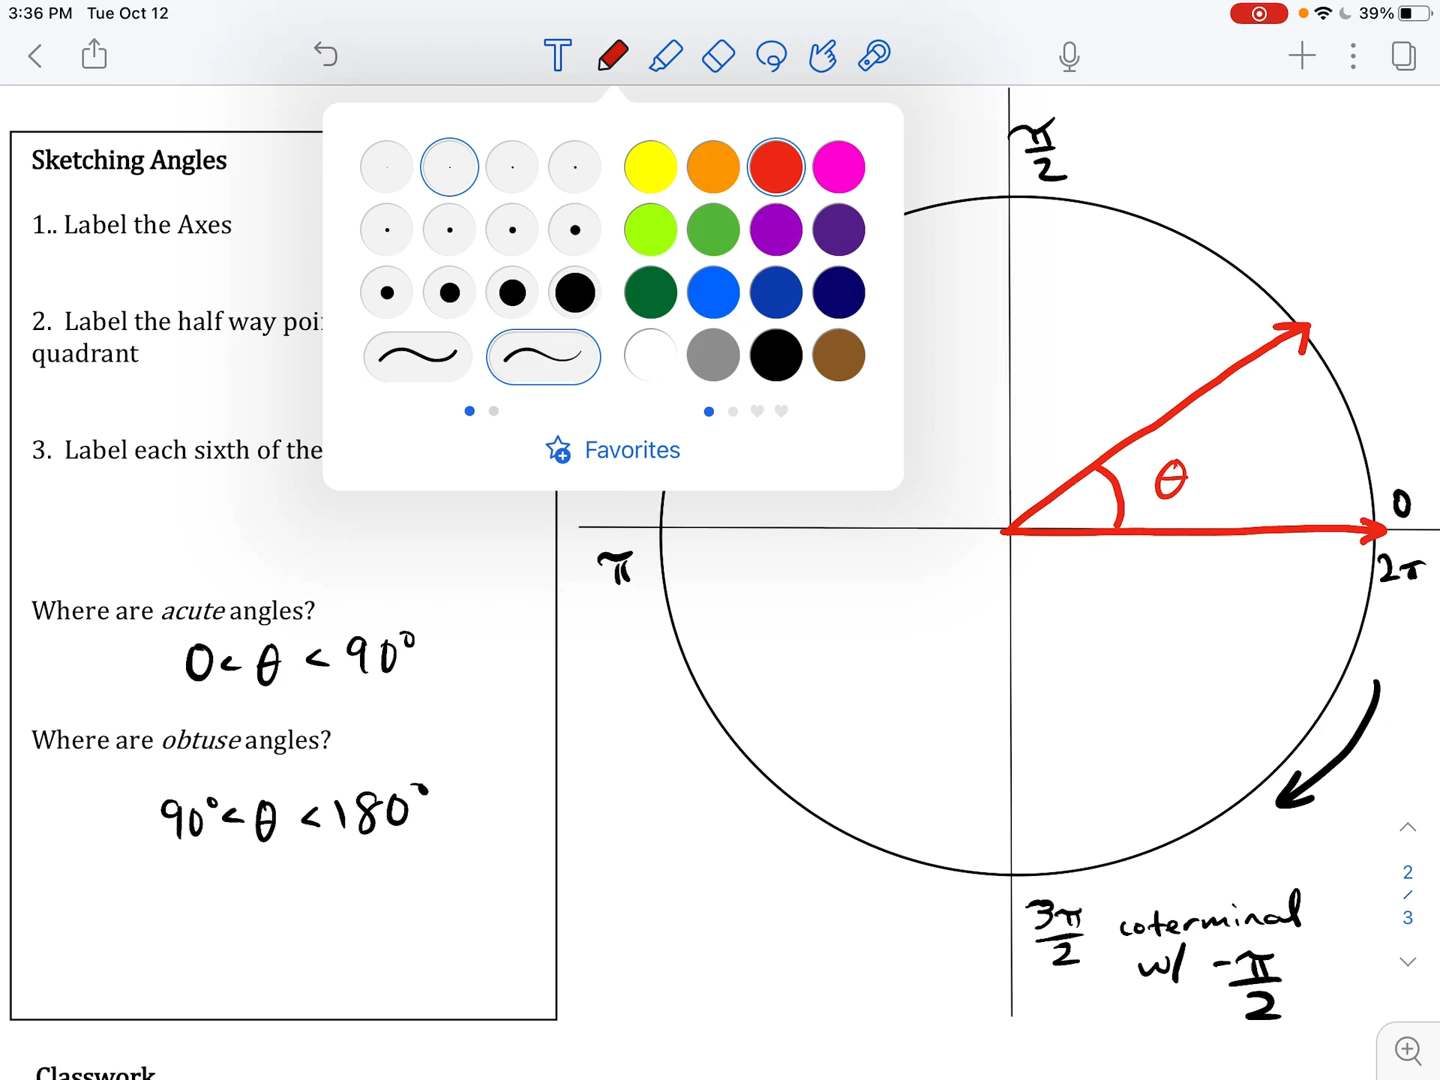 3:36 PM Tue Oct 12
39%
T
Sketching Angles
1.. Label the Axes
2. Label the half way poi
quadrant
3. Label each sixth of the
Favorites
Where are acute angles?
0 < θ < 90°
Where are obtuse angles?
90° < θ < 180°
π/2
θ
0
π
2π
3π/2 coterminal
w/ -π/2
2
/
3
Classwork